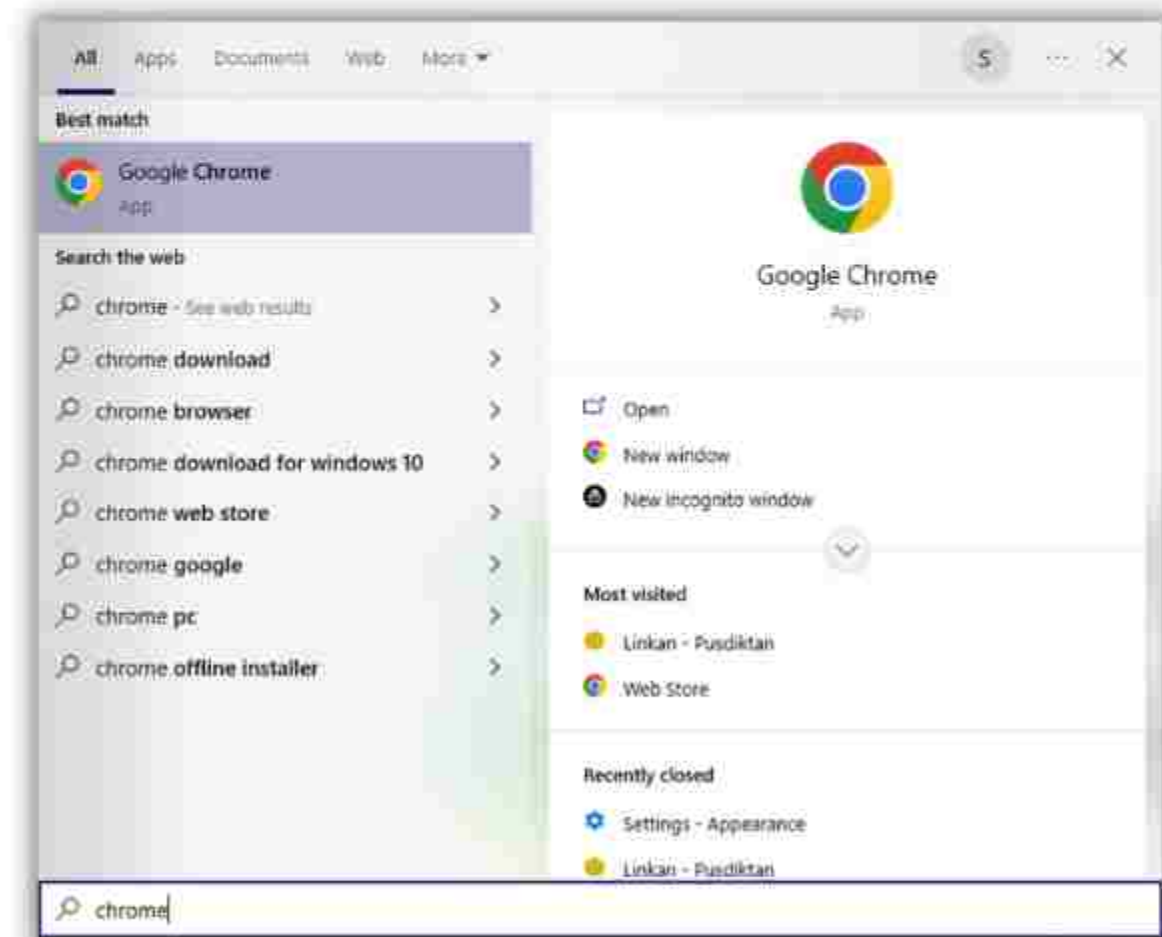 All Apps Documents Web More
S ...
Best match
Google Chrome
App
Search the web
chrome - See web results
chrome download
chrome browser
chrome download for windows 10
chrome web store
chrome google
chrome pc
chrome offline installer
Google Chrome
App
Open
New window
New incognito window
Most visited
Linkan - Pusdiktan
Web Store
Recently closed
Settings - Appearance
Linkan - Pusdiktan
chrome